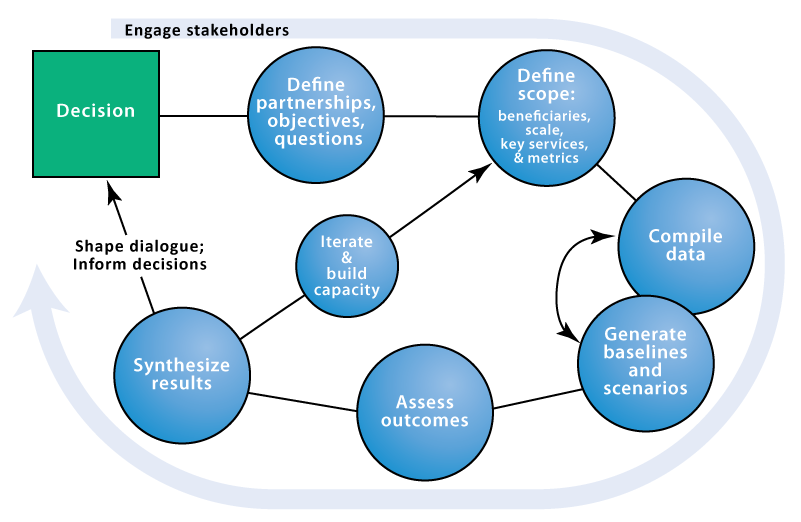 Engage stakeholders
Decision
Define
partnerships,
objectives,
questions
Define
scope:
beneficiaries,
scale,
key services,
& metrics
Compile
data
Generate
baselines
and
scenarios
Assess
outcomes
Synthesize
results
Iterate
&
build
capacity
Shape dialogue;
Inform decisions